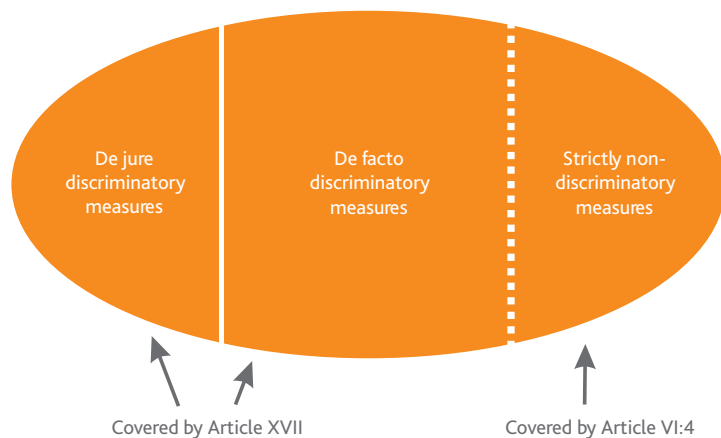 De jure
discriminatory
measures
De facto
discriminatory
measures
Strictly non-
discriminatory
measures
Covered by Article XVII
Covered by Article VI:4